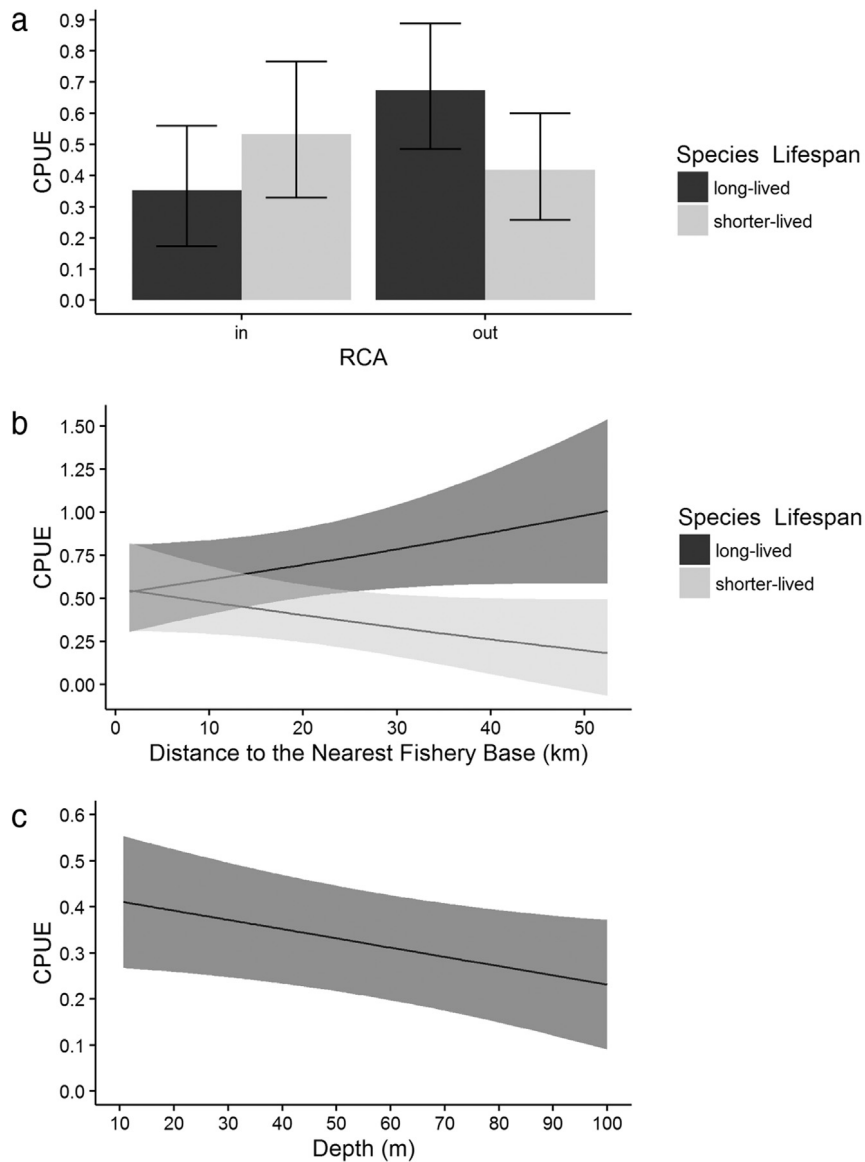 a
CPUE
0.9
0.8
0.7
0.6
0.5
0.4
0.3
0.2
0.1
0.0
in
out
RCA
Species Lifespan
long-lived
shorter-lived
b
CPUE
1.50
1.25
1.00
0.75
0.50
0.25
0.00
0
10
20
30
40
50
Distance to the Nearest Fishery Base (km)
Species Lifespan
long-lived
shorter-lived
c
CPUE
0.6
0.5
0.4
0.3
0.2
0.1
0.0
10
20
30
40
50
60
70
80
90
100
Depth (m)